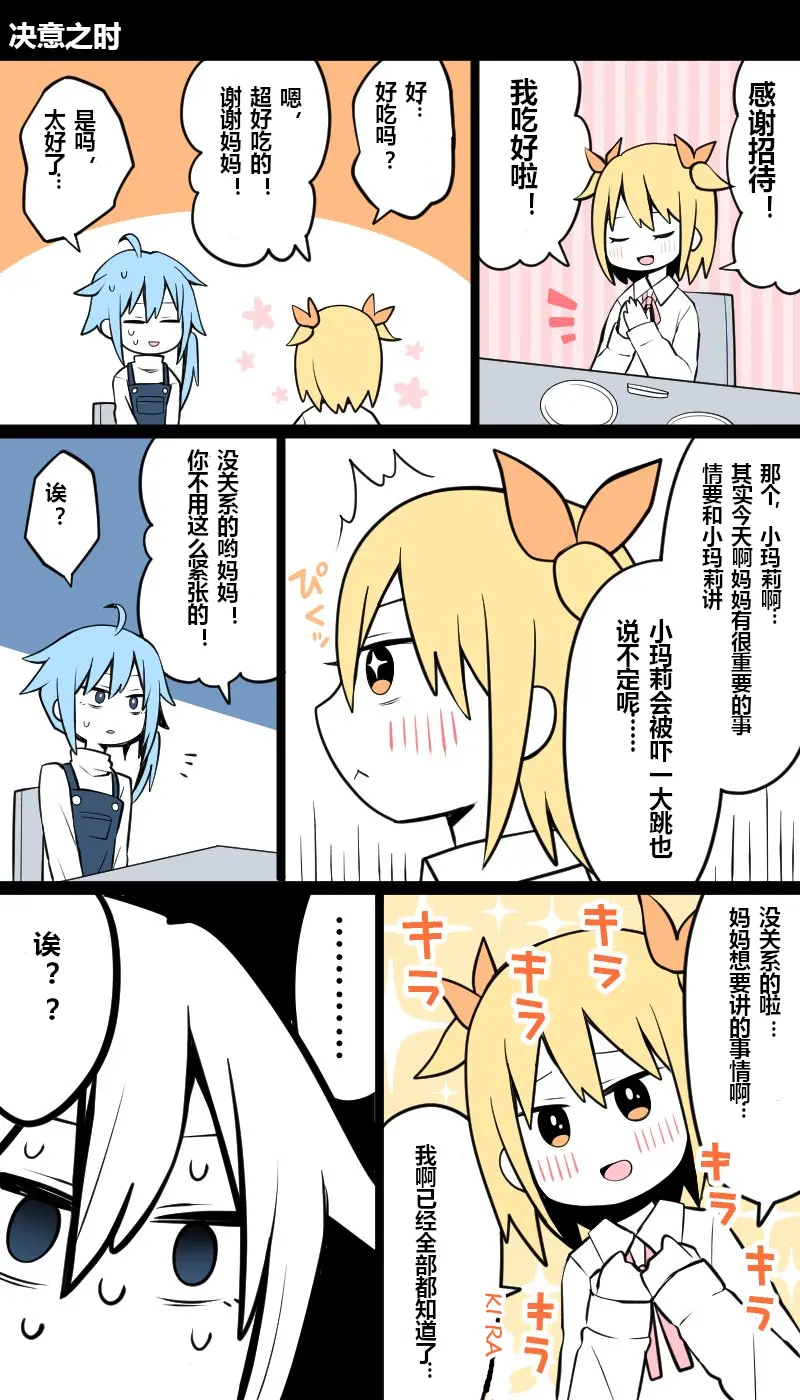 决意之时
感谢招待！
我吃好啦！
好…
好吃吗？
嗯，
超好吃的！
谢谢妈妈！
是吗，
太好了…
那个，小玛莉啊…
其实今天啊妈妈有很重要的事
情要和小玛莉讲
小玛莉会被吓一大跳也
说不定呢……
ぴくッ
没关系的哟妈妈！
你不用这么紧张的！
诶？
没关系的啦…
妈妈想要讲的事情啊…
キラ
キラ
キラ
キラ
キラ
キラ
KI·RA
我啊已经全部都知道了…
…………
诶？？